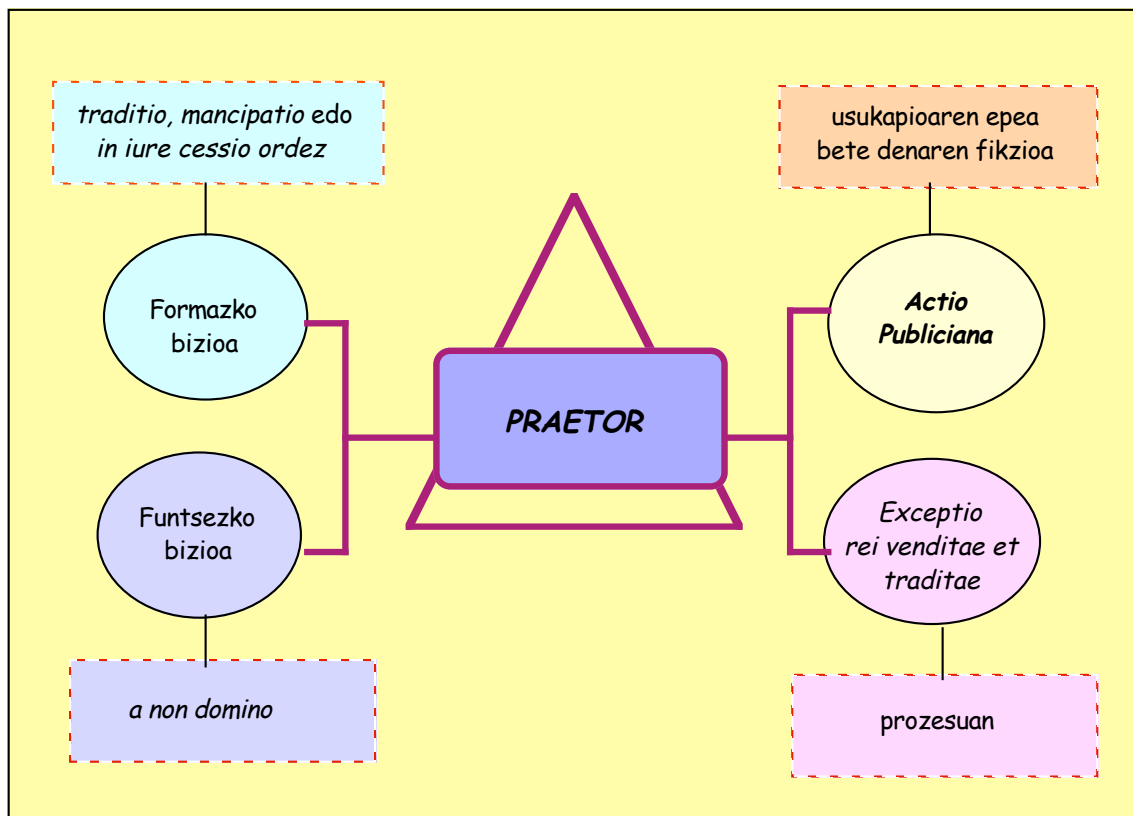 traditio, mancipatio edo
in iure cessio ordez
usukapioaren epea
bete denaren fikzioa
Formazko
bizioa
Actio
Publiciana
PRAETOR
Funtsezko
bizioa
Exceptio
rei venditae et
traditae
a non domino
prozesuan